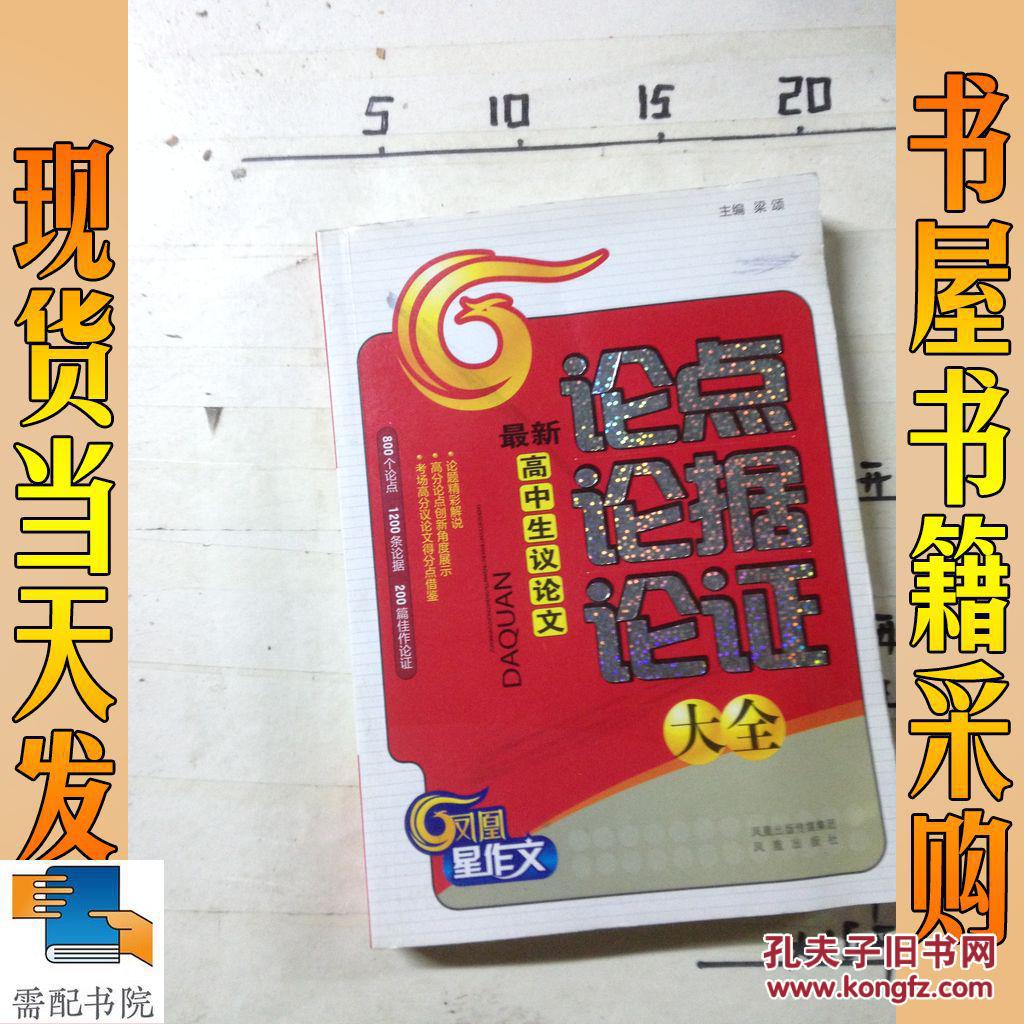 现货当天发
书屋书籍采购
5 10 15 20
主编 梁颂
最新
高中生议论文
论点
论据
论证
大全
DAQUAN
·论题精彩解说
·高分论点创新角度展示
·考场高分议论文得分点借鉴
800个论点 1200条论据 200篇佳作论证
凤凰
星作文
凤凰出版传媒集团
凤凰出版社
开
需配书院
孔夫子旧书网
www.kongfz.com